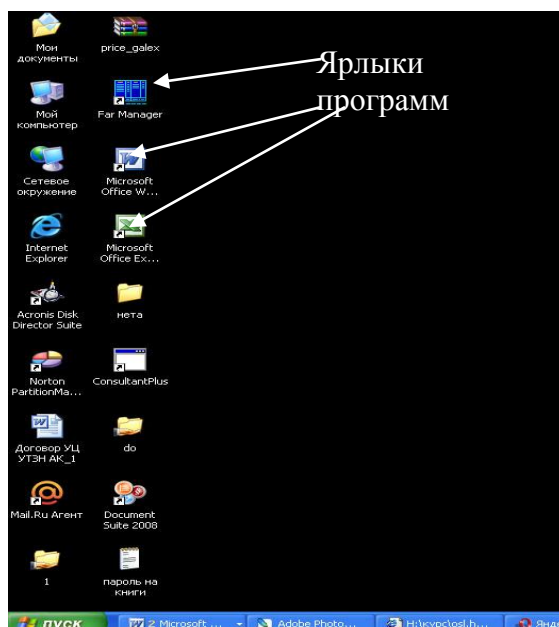 Ярлыки
программ
Мои
документы
price_galex
Мой
компьютер
Far Manager
Сетевое
окружение
Microsoft
Office W...
Internet
Explorer
Microsoft
Office Ex...
Acronis Disk
Director Suite
нета
Norton
PartitionMa...
ConsultantPlus
Договор УЦ
УТЗН АК_1
do
Mail.Ru Агент
Document
Suite 2008
1
пароль на
книги
пуск
2 Microsoft ...
Adobe Photo...
H:\курс\osl.h...
Янд